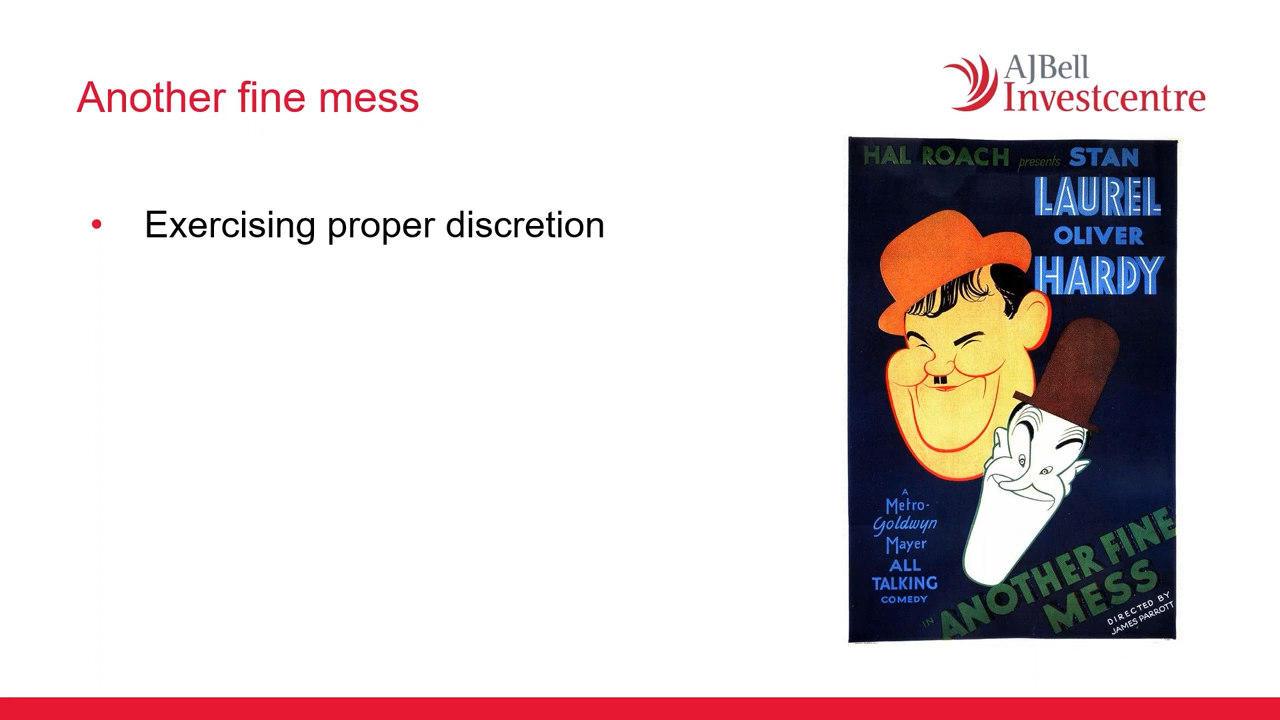 Another fine mess
AJBell
Investcentre
• Exercising proper discretion
HAL ROACH presents STAN
LAUREL
OLIVER
HARDY
A
Metro-
Goldwyn
Mayer
ALL
TALKING
COMEDY
IN ANOTHER FINE
MESS
DIRECTED BY
JAMES PARROTT